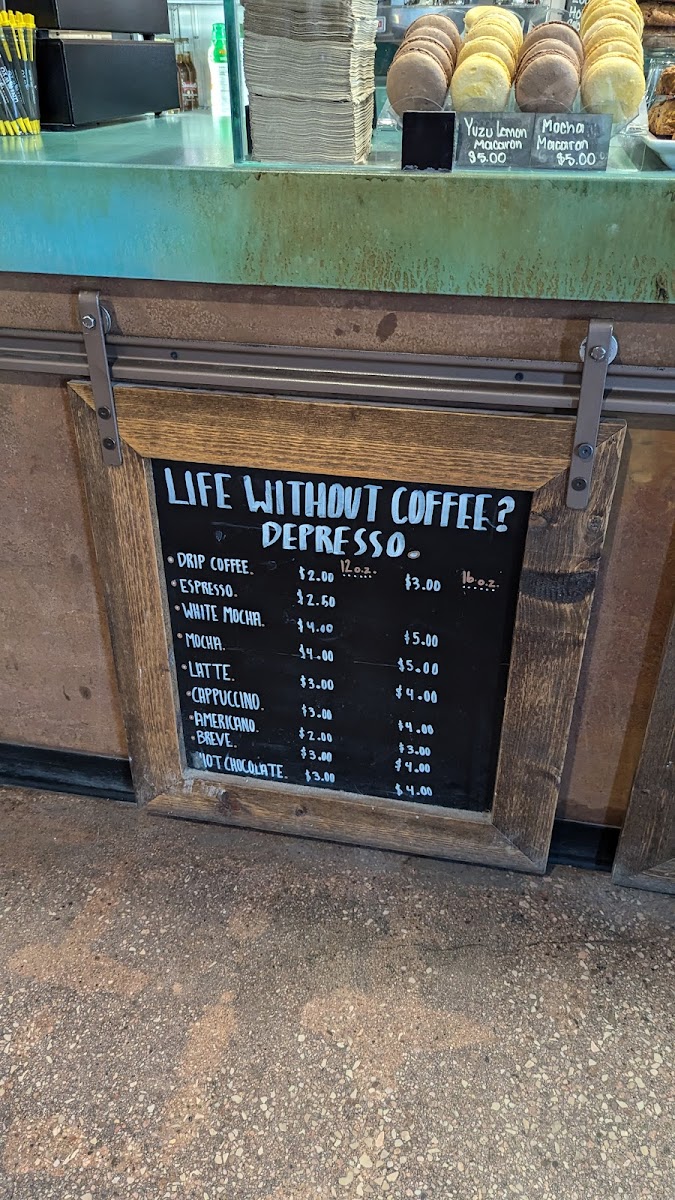 Yuzu Lemon
Macaron
$5.00
Mocha
Macaron
$5.00
LIFE WITHOUT COFFEE?
DEPRESSO.
12 oz. 16 oz.
• DRIP COFFEE. $2.00 $3.00
• ESPRESSO. $2.50
• WHITE MOCHA. $4.00 $5.00
• MOCHA. $4.00 $5.00
• LATTE. $3.00 $4.00
• CAPPUCCINO. $3.00 $4.00
• AMERICANO. $2.00 $3.00
• BREVE. $3.00 $4.00
HOT CHOCOLATE. $3.00 $4.00